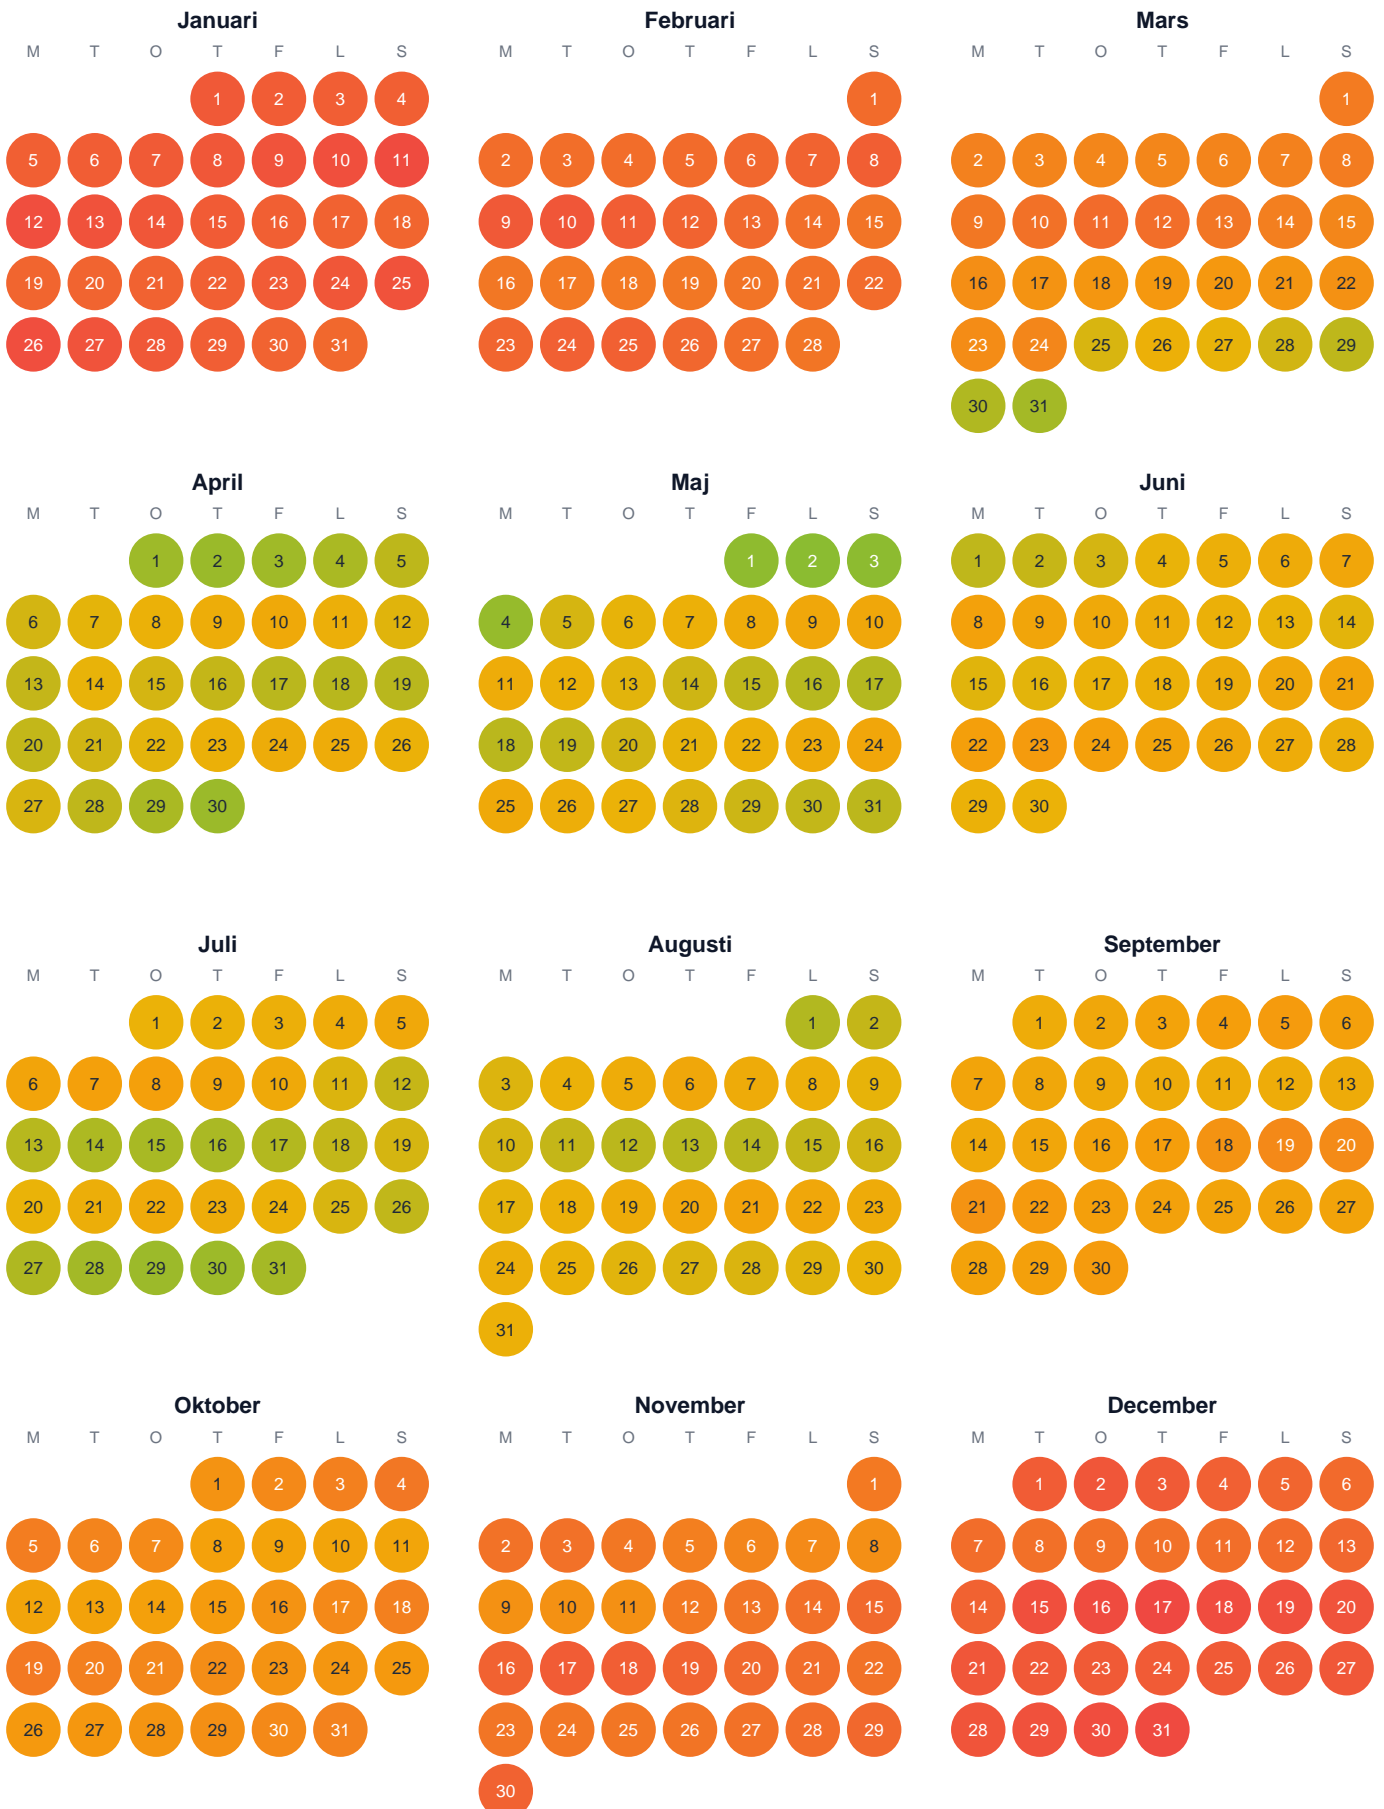 Januari Februari Mars
M T O T F L S M T O T F L S M T O T F L S
1 2 3 4 1 1
5 6 7 8 9 10 11 2 3 4 5 6 7 8 2 3 4 5 6 7 8
12 13 14 15 16 17 18 9 10 11 12 13 14 15 9 10 11 12 13 14 15
19 20 21 22 23 24 25 16 17 18 19 20 21 22 16 17 18 19 20 21 22
26 27 28 29 30 31 23 24 25 26 27 28 23 24 25 26 27 28 29
30 31
April Maj Juni
M T O T F L S M T O T F L S M T O T F L S
1 2 3 4 5 1 2 3 1 2 3 4 5 6 7
6 7 8 9 10 11 12 4 5 6 7 8 9 10 8 9 10 11 12 13 14
13 14 15 16 17 18 19 11 12 13 14 15 16 17 15 16 17 18 19 20 21
20 21 22 23 24 25 26 18 19 20 21 22 23 24 22 23 24 25 26 27 28
27 28 29 30 25 26 27 28 29 30 31 29 30
Juli Augusti September
M T O T F L S M T O T F L S M T O T F L S
1 2 3 4 5 1 2 1 2 3 4 5 6
6 7 8 9 10 11 12 3 4 5 6 7 8 9 7 8 9 10 11 12 13
13 14 15 16 17 18 19 10 11 12 13 14 15 16 14 15 16 17 18 19 20
20 21 22 23 24 25 26 17 18 19 20 21 22 23 21 22 23 24 25 26 27
27 28 29 30 31 24 25 26 27 28 29 30 28 29 30
31
Oktober November December
M T O T F L S M T O T F L S M T O T F L S
1 2 3 4 1 1 2 3 4 5 6
5 6 7 8 9 10 11 2 3 4 5 6 7 8 7 8 9 10 11 12 13
12 13 14 15 16 17 18 9 10 11 12 13 14 15 14 15 16 17 18 19 20
19 20 21 22 23 24 25 16 17 18 19 20 21 22 21 22 23 24 25 26 27
26 27 28 29 30 31 23 24 25 26 27 28 29 28 29 30 31
30